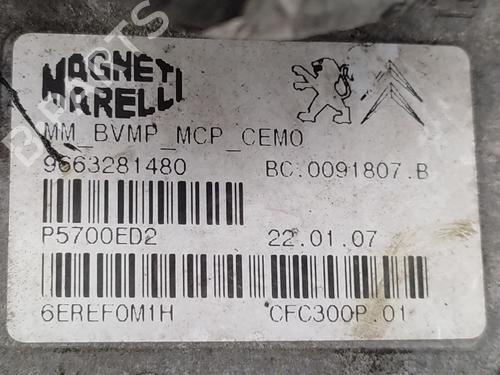 MAGNETI
MARELLI
MM_BVMP_MCP_CEMO
9663281480 BC.0091807.B
P5700ED2 22.01.07
6EREF0M1H CFC300P.01